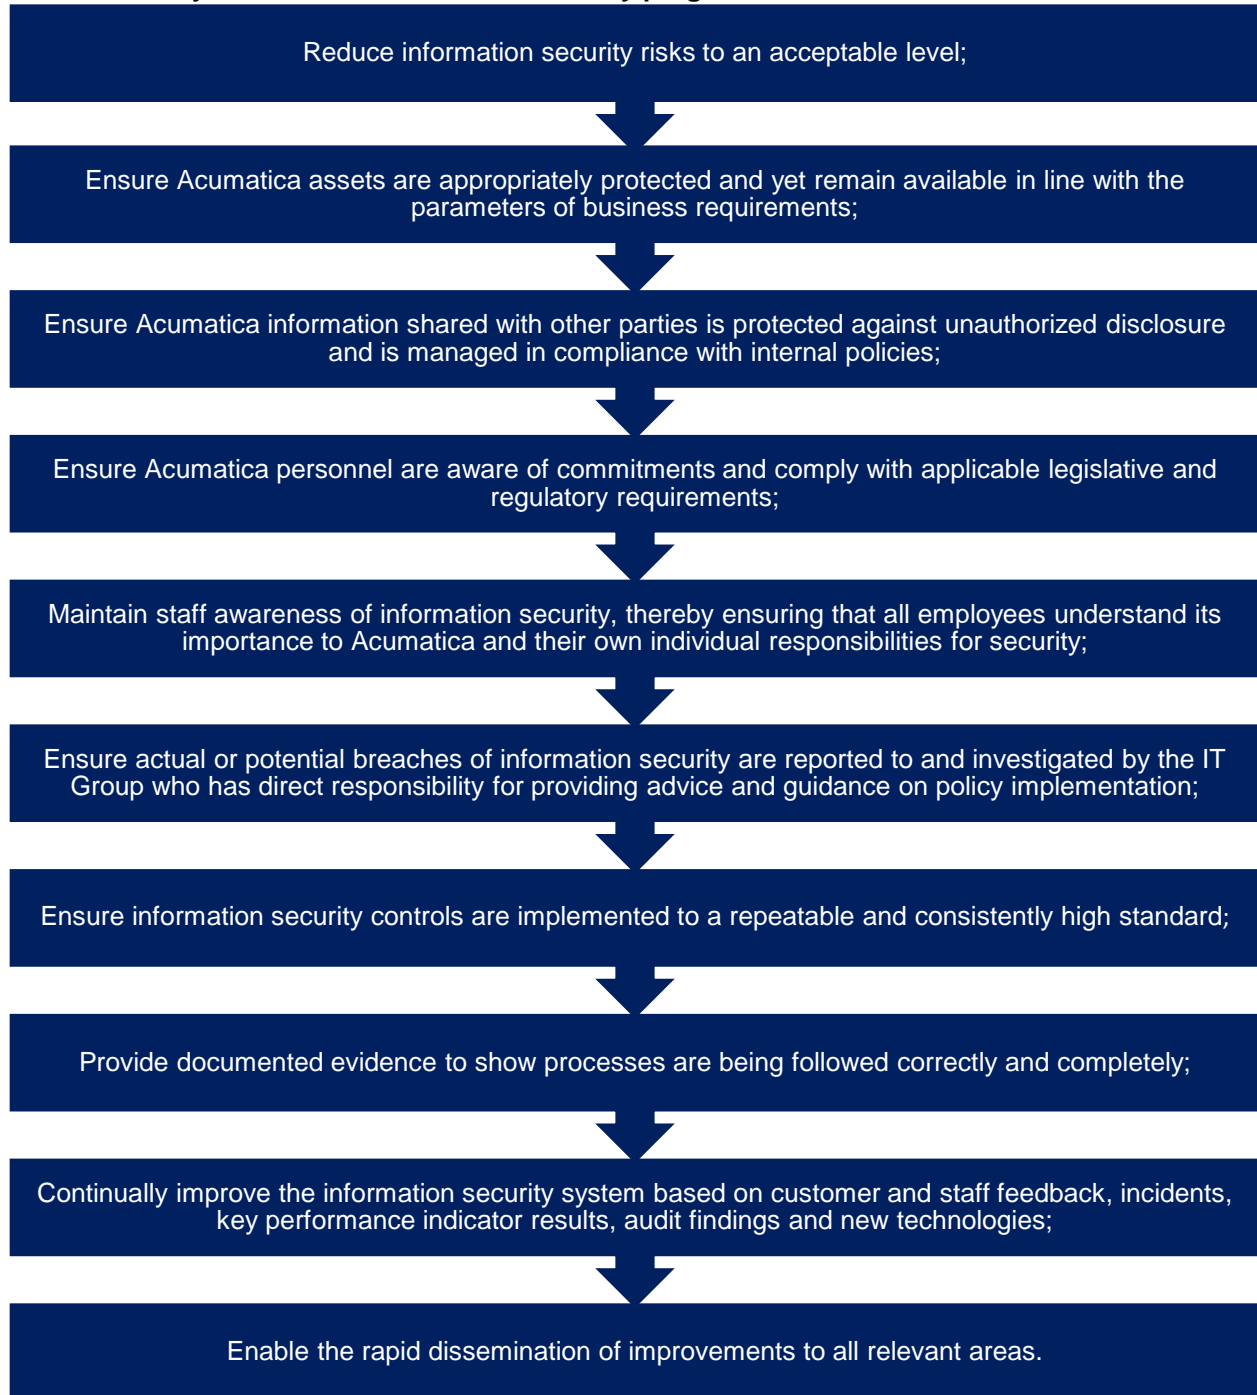 Reduce information security risks to an acceptable level;
Ensure Acumatica assets are appropriately protected and yet remain available in line with the
parameters of business requirements;
Ensure Acumatica information shared with other parties is protected against unauthorized disclosure
and is managed in compliance with internal policies;
Ensure Acumatica personnel are aware of commitments and comply with applicable legislative and
regulatory requirements;
Maintain staff awareness of information security, thereby ensuring that all employees understand its
importance to Acumatica and their own individual responsibilities for security;
Ensure actual or potential breaches of information security are reported to and investigated by the IT
Group who has direct responsibility for providing advice and guidance on policy implementation;
Ensure information security controls are implemented to a repeatable and consistently high standard;
Provide documented evidence to show processes are being followed correctly and completely;
Continually improve the information security system based on customer and staff feedback, incidents,
key performance indicator results, audit findings and new technologies;
Enable the rapid dissemination of improvements to all relevant areas.